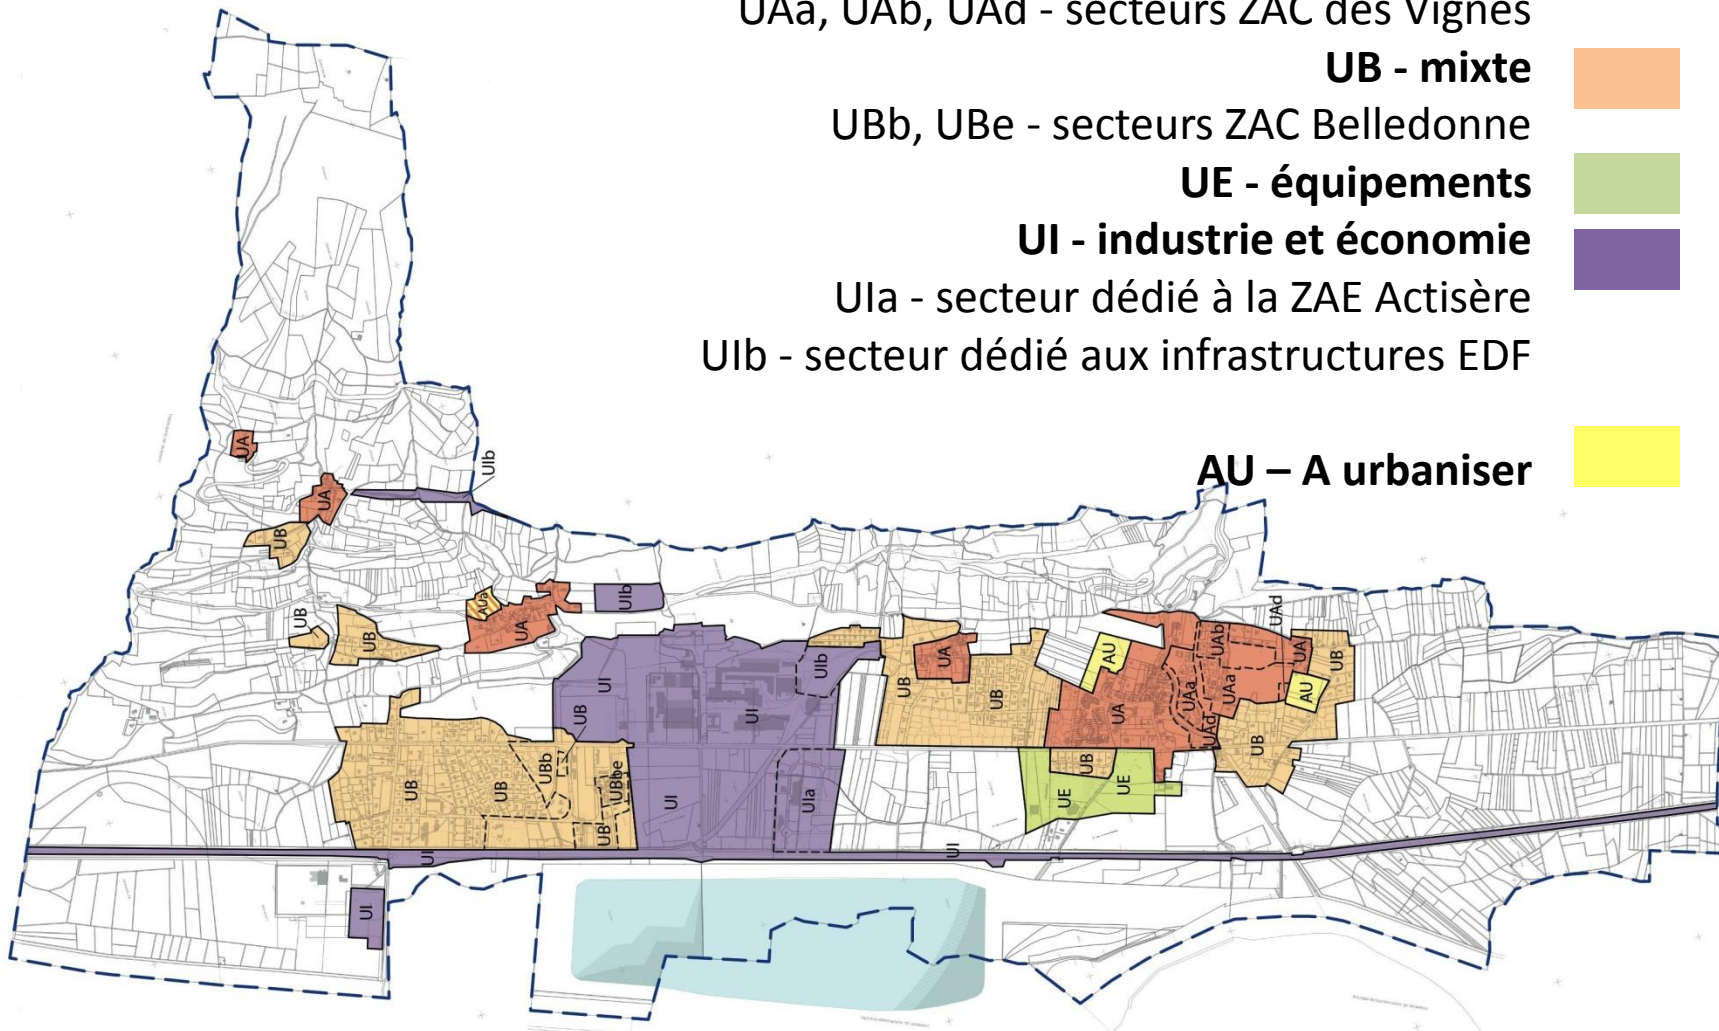 UAa, UAb, UAd - secteurs ZAC des Vignes
UB - mixte
UBb, UBe - secteurs ZAC Belledonne
UE - équipements
UI - industrie et économie
UIa - secteur dédié à la ZAE Actisère
UIb - secteur dédié aux infrastructures EDF
AU – A urbaniser
UA
UIb
UA
UB
UB
UB
AUa
UA
UIb
UI
UB
UI
UIb
UB
UA
UB
AU
UA
UAa
UAb
UAd
UAa
UAd
UA
UB
AU
UB
UB
UB
UBb
UBbe
UB
UI
UIa
UB
UE
UE
UI
UI
UI